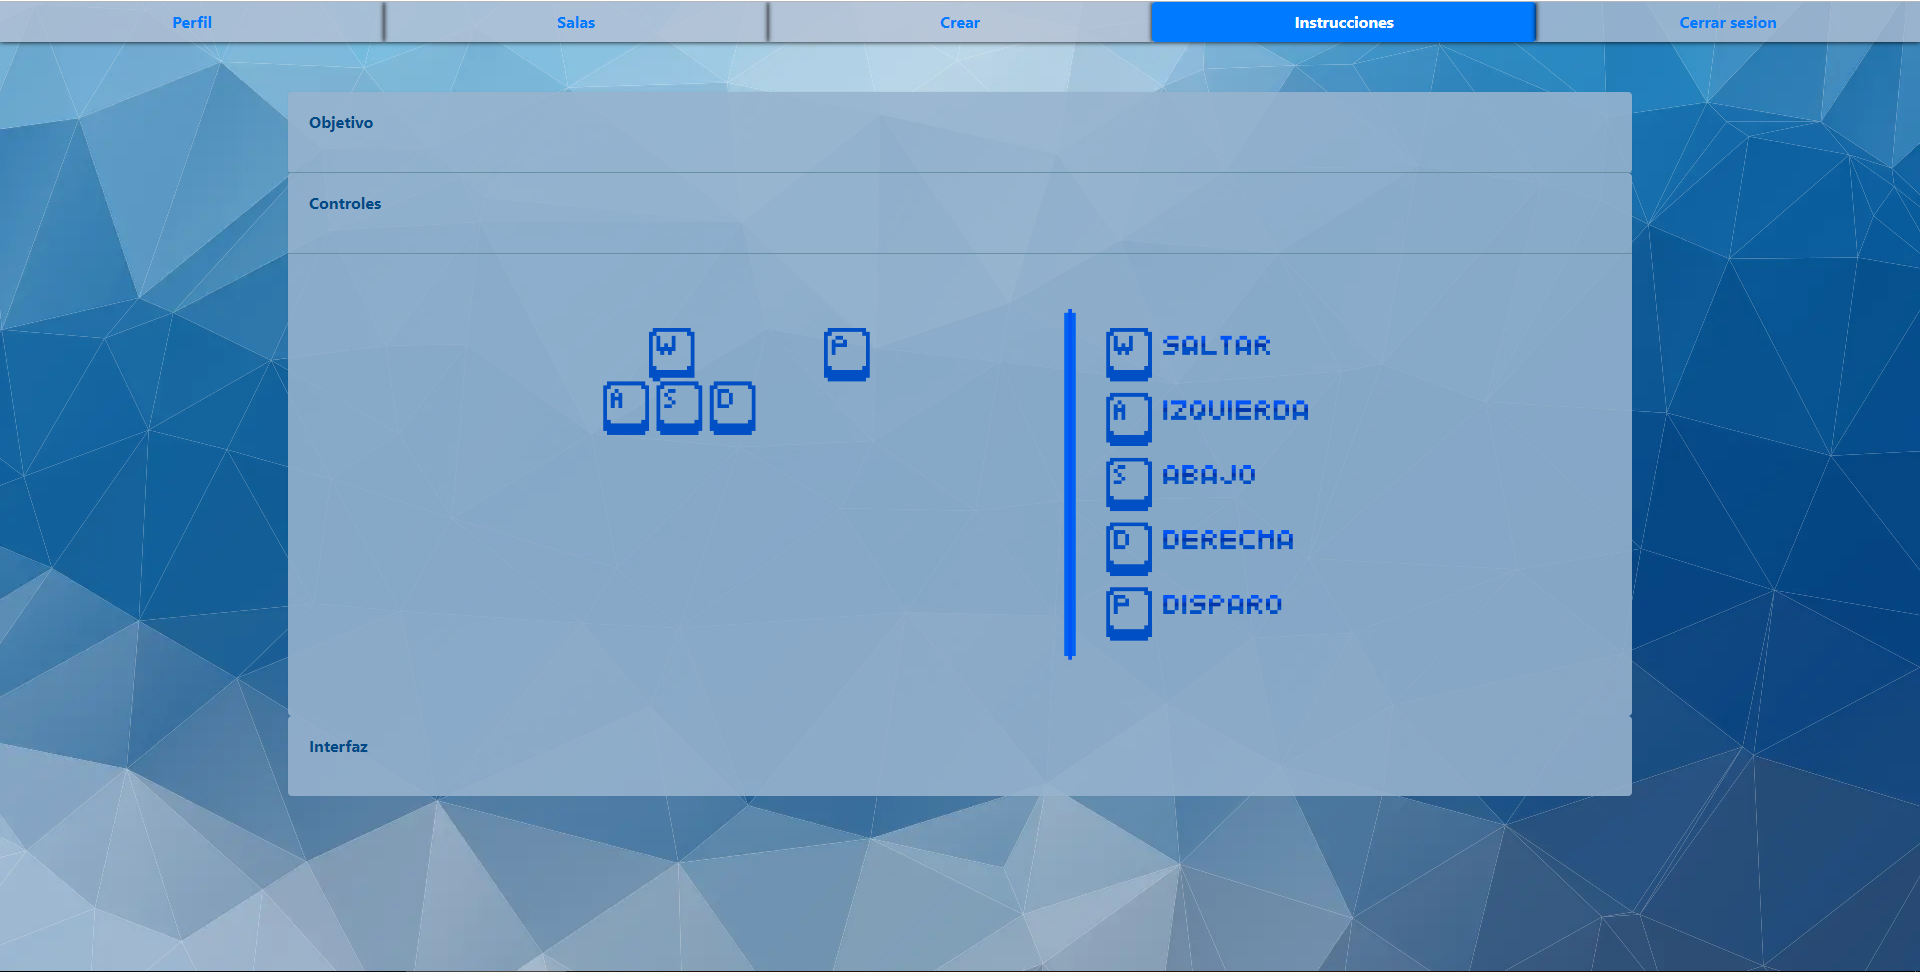 Perfil Salas Crear Instrucciones Cerrar sesion
Objetivo
Controles
W P
A S D
W SALTAR
A IZQUIERDA
S ABAJO
D DERECHA
P DISPARO
Interfaz